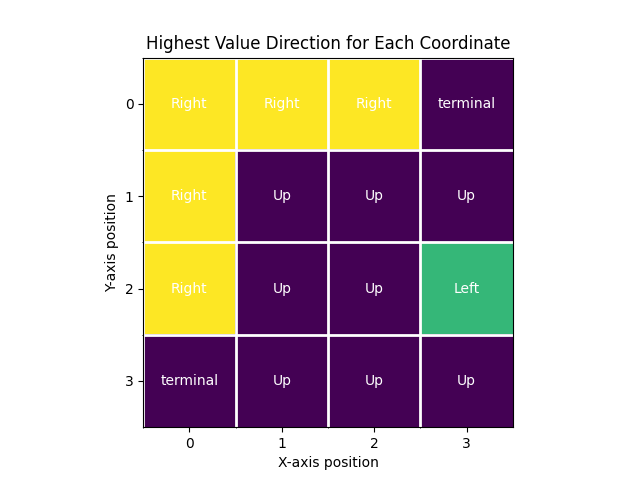 Highest Value Direction for Each Coordinate
0 Right Right Right terminal
1 Right Up Up Up
Y-axis position
2 Right Up Up Left
3 terminal Up Up Up
0 1 2 3
X-axis position